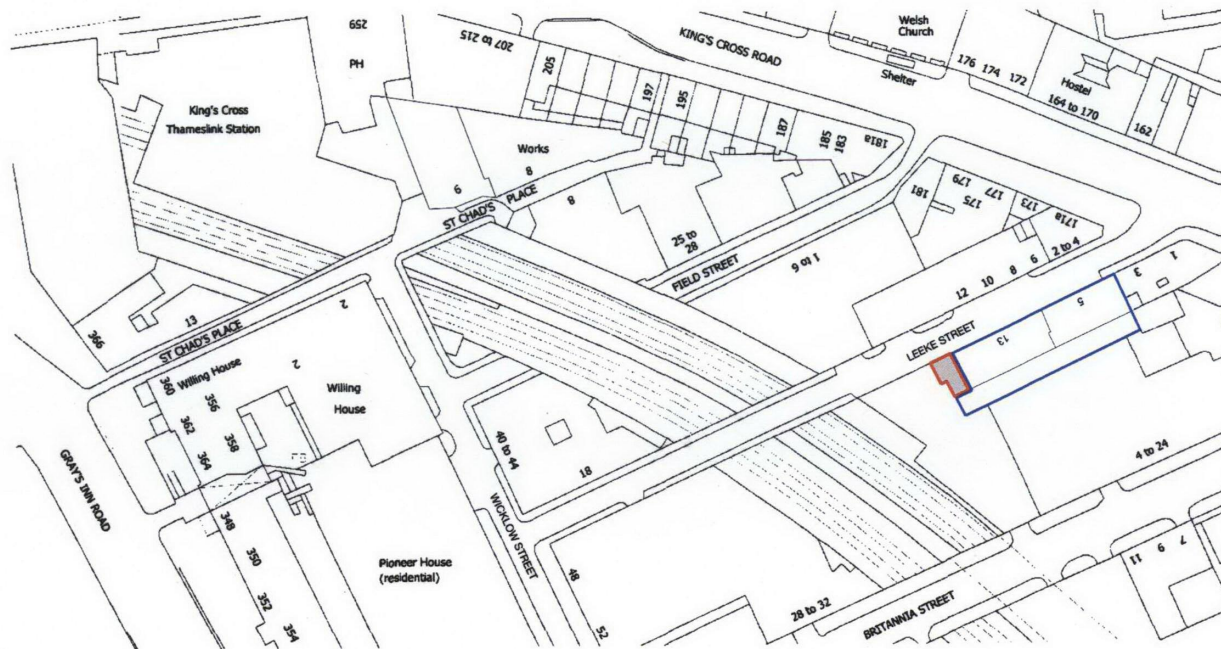 259
PH
207 to 215
205
KING'S CROSS ROAD
Welsh
Church
Shelter
176
174
172
Hostel
164 to 170
162
King's Cross
Thameslink Station
197
195
187
185
183
181a
Works
8
9
ST CHAD'S PLACE
8
25 to
28
FIELD STREET
1 to 6
181
179
175
177
173
171a
2 to 4
6
8
10
12
1
3
5
13
LEEKE STREET
366
13
ST CHAD'S PLACE
2
2
Willing House
Willing
House
360
356
362
358
364
GRAY'S INN ROAD
348
350
352
354
Pioneer House
(residential)
40 to 44
18
WICKLOW STREET
48
52
28 to 32
BRITANNIA STREET
4 to 24
11
9
7